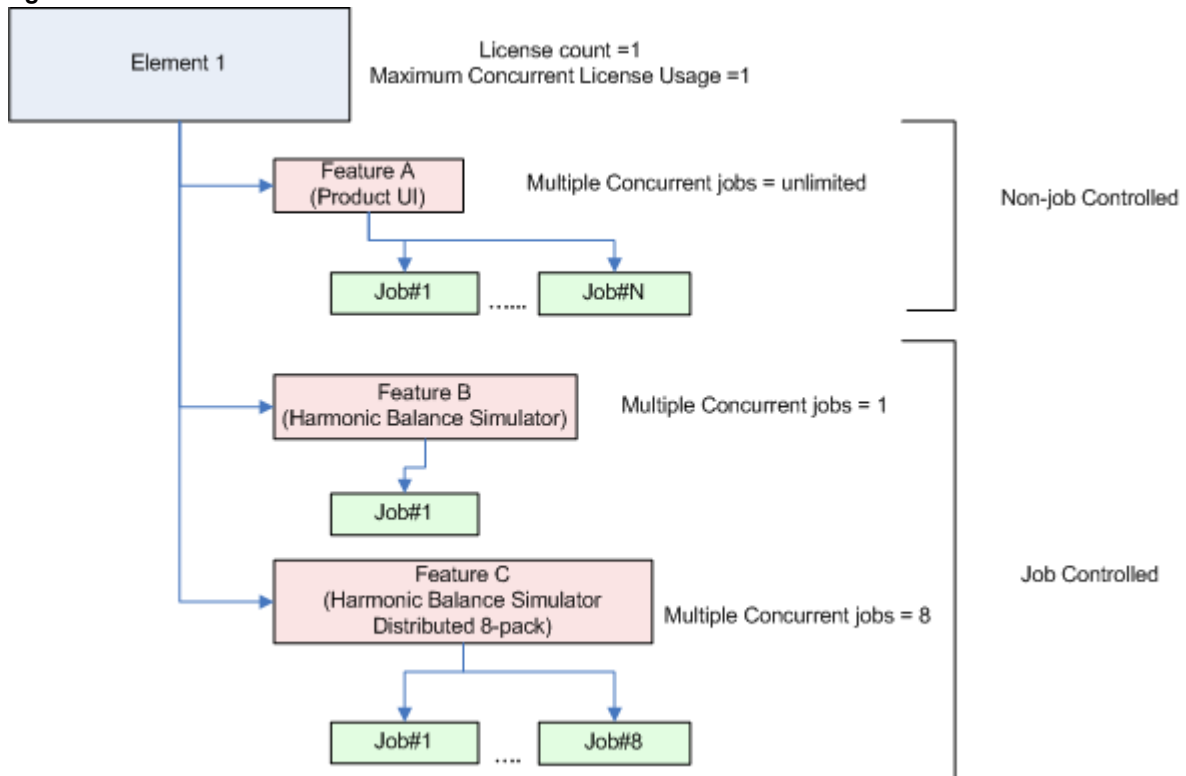 Element 1
License count =1
Maximum Concurrent License Usage =1
Feature A
(Product UI)
Multiple Concurrent jobs = unlimited
Non-job Controlled
Job#1
......
Job#N
Feature B
(Harmonic Balance Simulator)
Multiple Concurrent jobs = 1
Job#1
Job Controlled
Feature C
(Harmonic Balance Simulator
Distributed 8-pack)
Multiple Concurrent jobs = 8
Job#1
....
Job#8